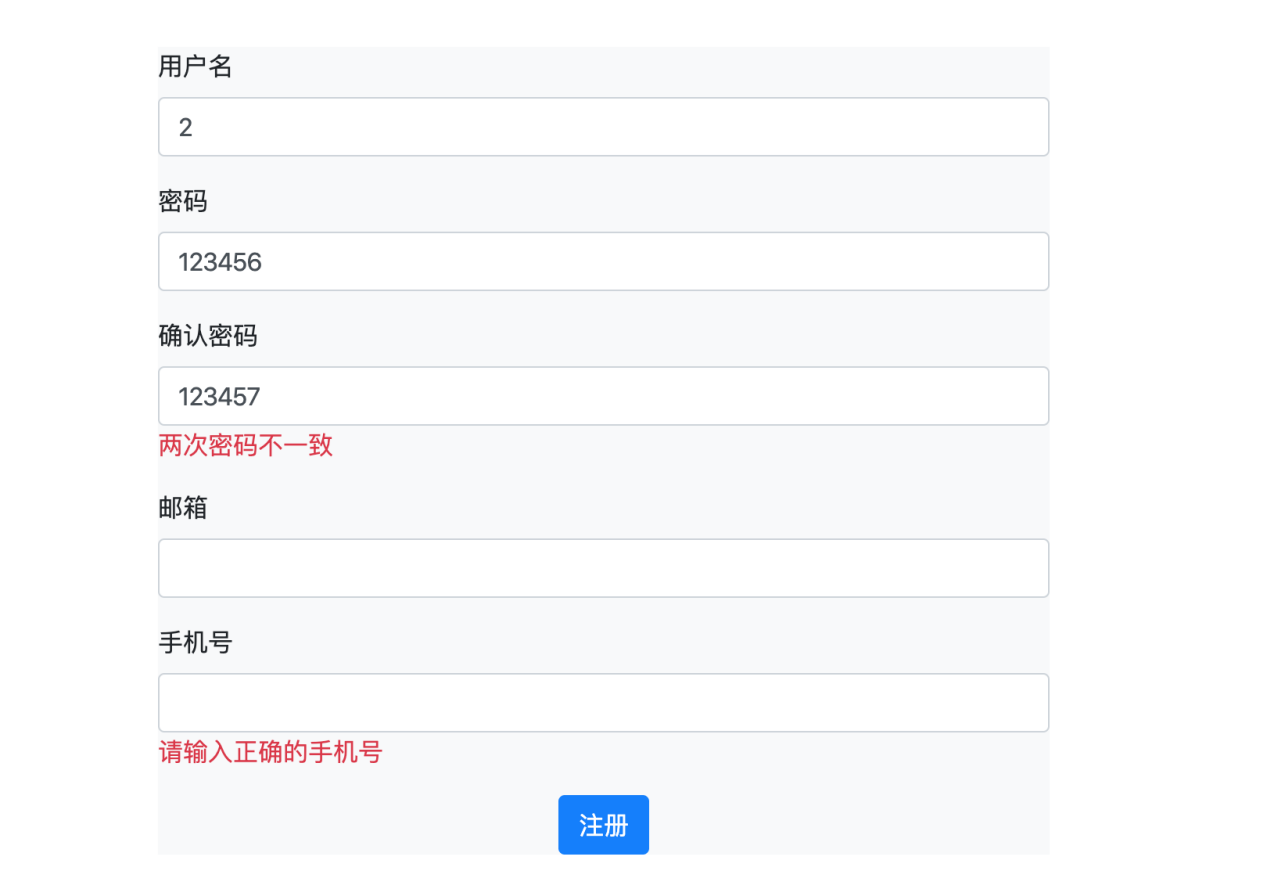 用户名
2
密码
123456
确认密码
123457
两次密码不一致
邮箱
手机号
请输入正确的手机号
注册